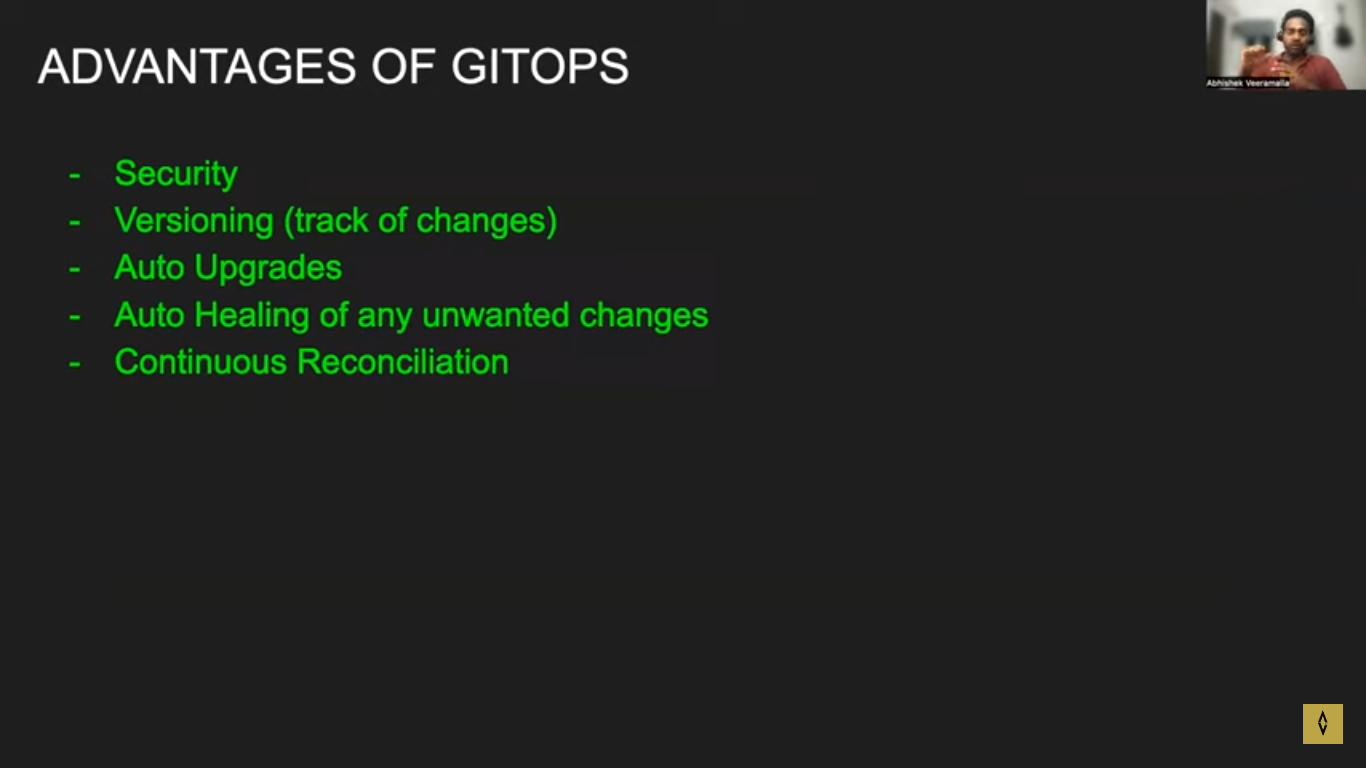 ADVANTAGES OF GITOPS
Abhishek Veeramalla
- Security
- Versioning (track of changes)
- Auto Upgrades
- Auto Healing of any unwanted changes
- Continuous Reconciliation